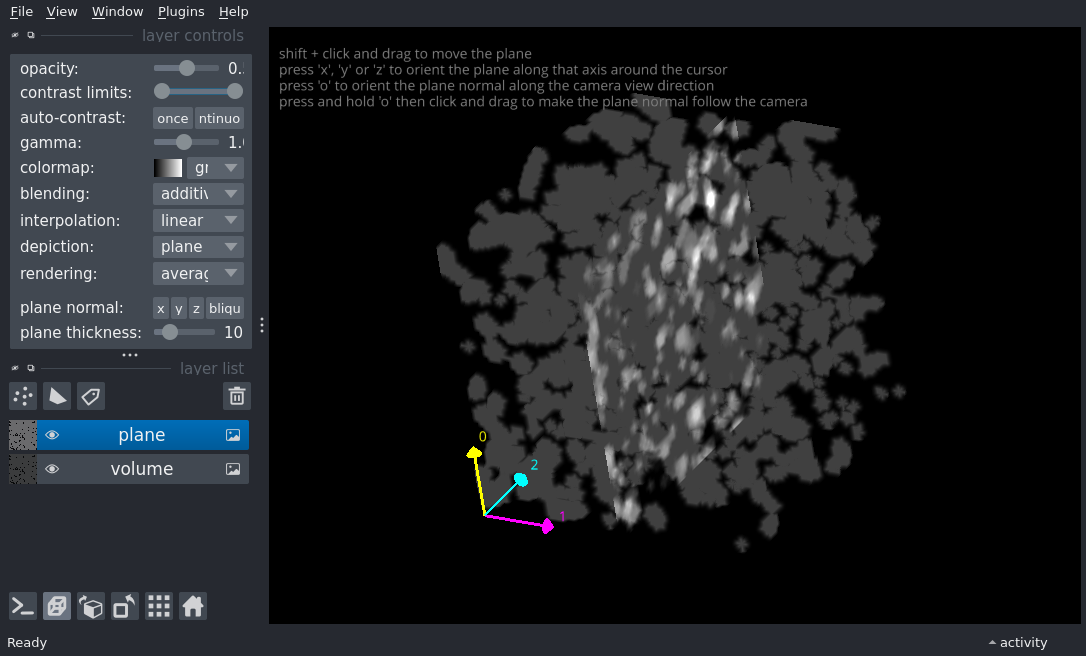 File View Window Plugins Help
layer controls
opacity: 0.
contrast limits:
auto-contrast: once ntinuo
gamma: 1.
colormap: gr
blending: additiv
interpolation: linear
depiction: plane
rendering: averag
plane normal: x y z bliqu
plane thickness: 10
layer list
plane
volume
shift + click and drag to move the plane
press 'x', 'y' or 'z' to orient the plane along that axis around the cursor
press 'o' to orient the plane normal along the camera view direction
press and hold 'o' then click and drag to make the plane normal follow the camera
0
2
1
Ready
activity